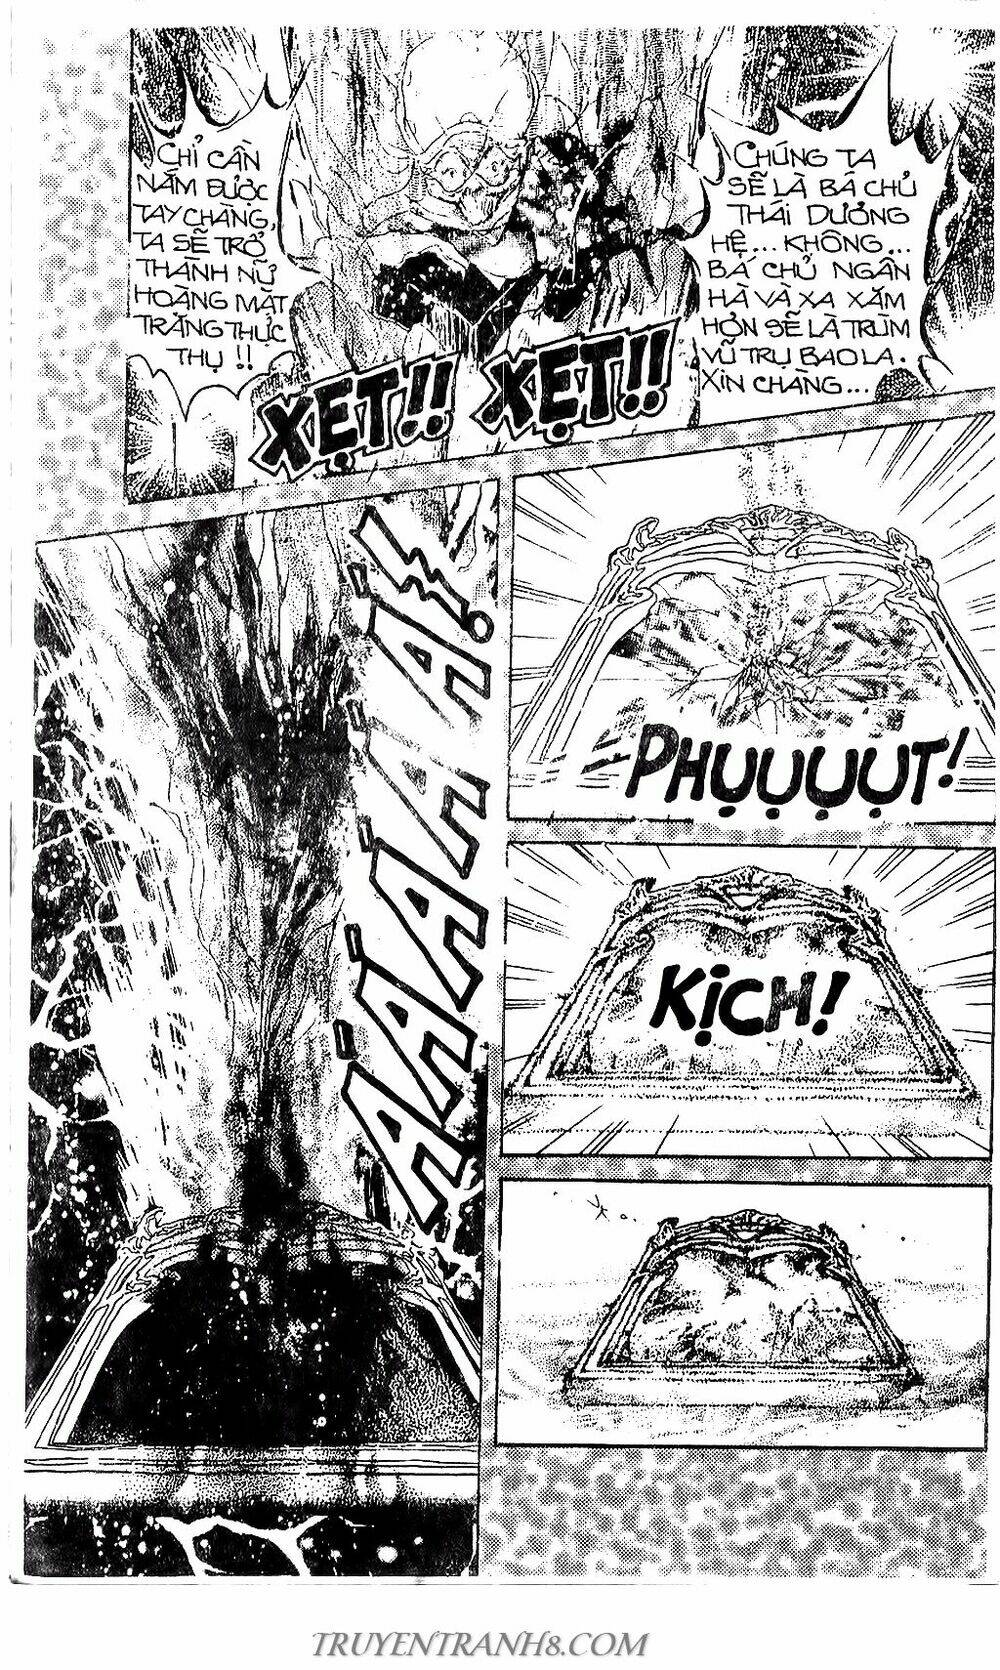 CHỈ CẦN
NẮM ĐƯỢC
TAY CHÀNG,
TA SẼ TRỞ
THÀNH NỮ
HOÀNG MẶT
TRĂNG THỰC
THỤ !!
CHÚNG TA
SẼ LÀ BÁ CHỦ
THÁI DƯƠNG
HỆ... KHÔNG...
BÁ CHỦ NGÂN
HÀ VÀ XA XĂM
HƠN SẼ LÀ TRÙM
VŨ TRỤ BAO LA.
XIN CHÀNG...
XẸT!! XẸT!!
PHỤỤỤỤT!
KỊCH!
TRUYENTRANH8.COM